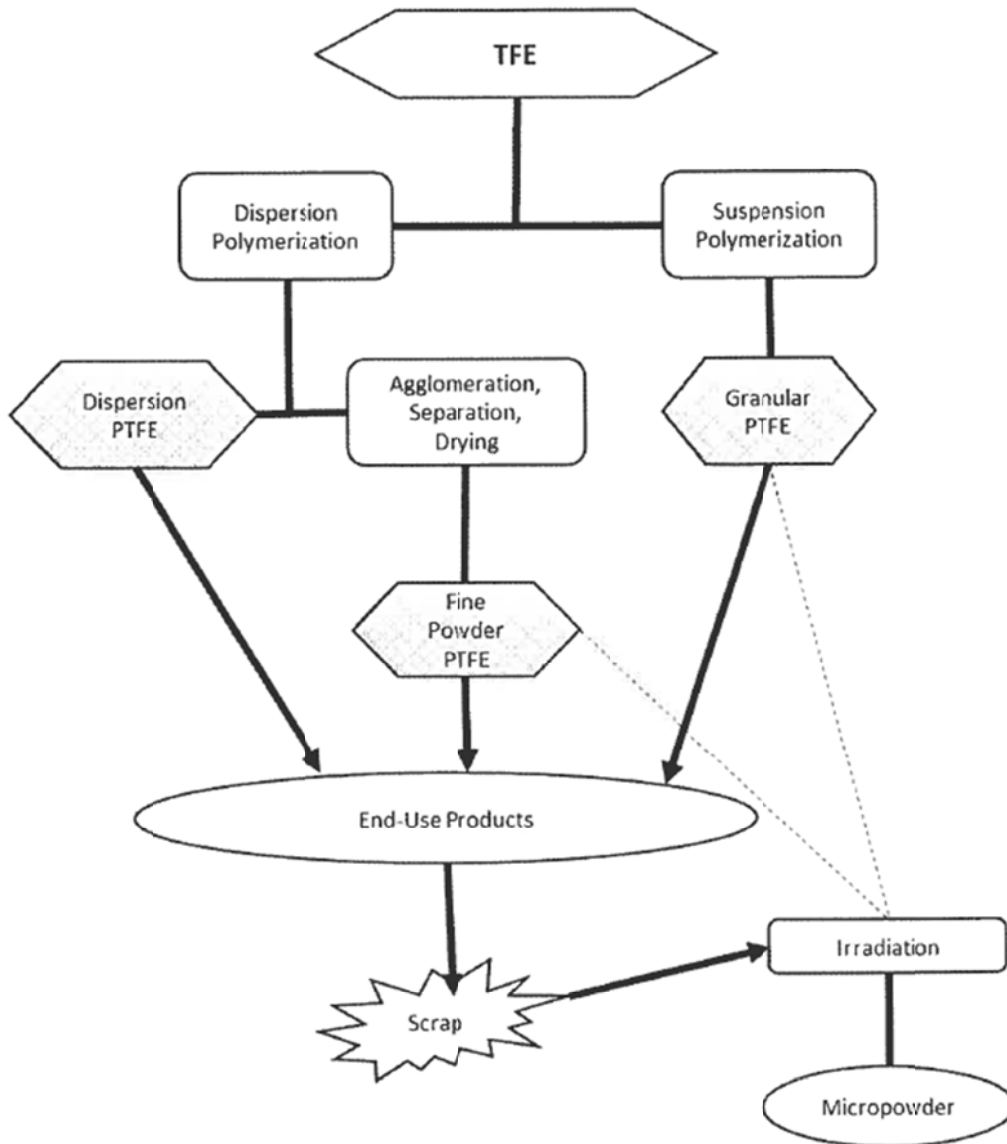 TFE
Dispersion
Polymerization
Suspension
Polymerization
Dispersion
PTFE
Agglomeration,
Separation,
Drying
Granular
PTFE
Fine
Powder
PTFE
End-Use Products
Irradiation
Scrap
Micropowder